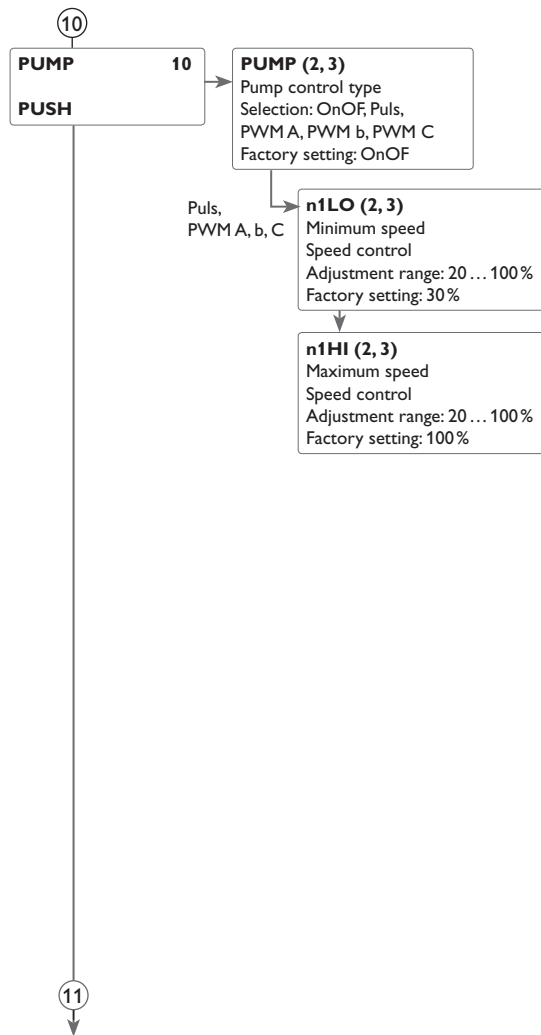 10
PUMP 10
PUSH
PUMP (2, 3)
Pump control type
Selection: OnOF, Puls,
PWM A, PWM b, PWM C
Factory setting: OnOF
Puls,
PWM A, b, C
n1LO (2, 3)
Minimum speed
Speed control
Adjustment range: 20 ... 100 %
Factory setting: 30 %
n1HI (2, 3)
Maximum speed
Speed control
Adjustment range: 20 ... 100 %
Factory setting: 100 %
11